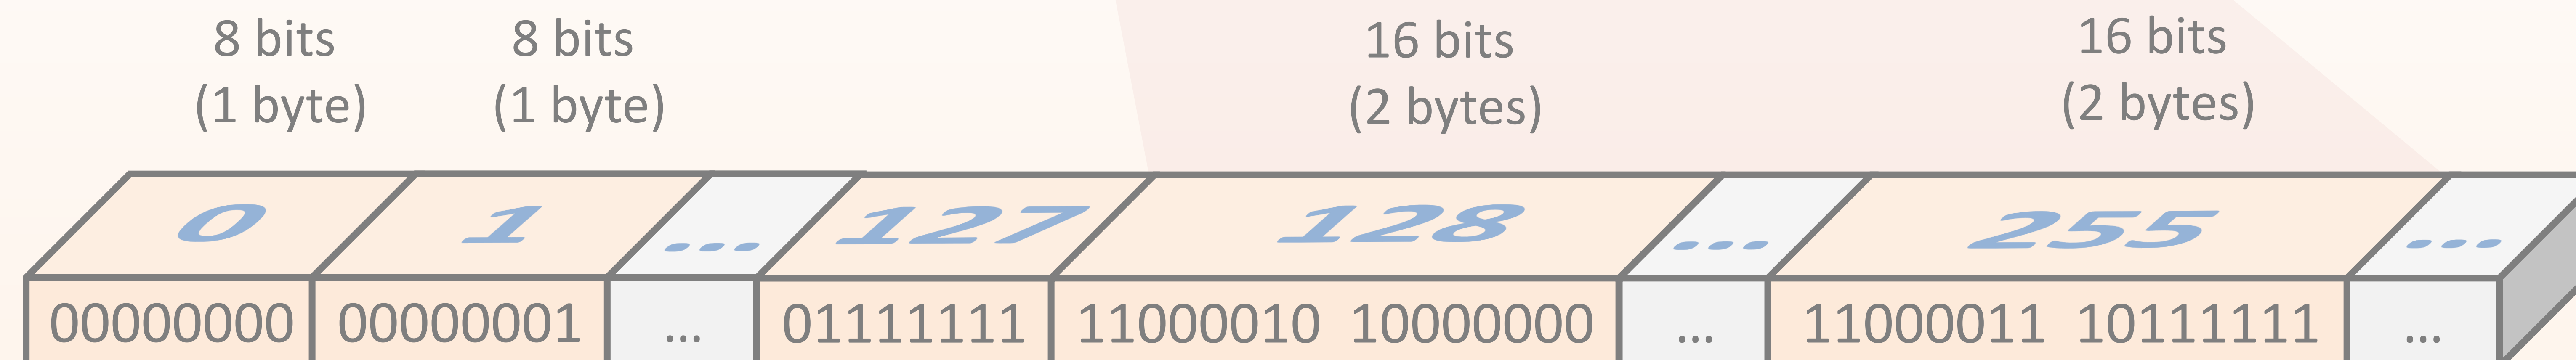 8 bits
(1 byte)
8 bits
(1 byte)
16 bits
(2 bytes)
16 bits
(2 bytes)
0 1 ... 127 128 ... 255 ...
00000000 00000001 ... 01111111 11000010 10000000 ... 11000011 10111111 ...